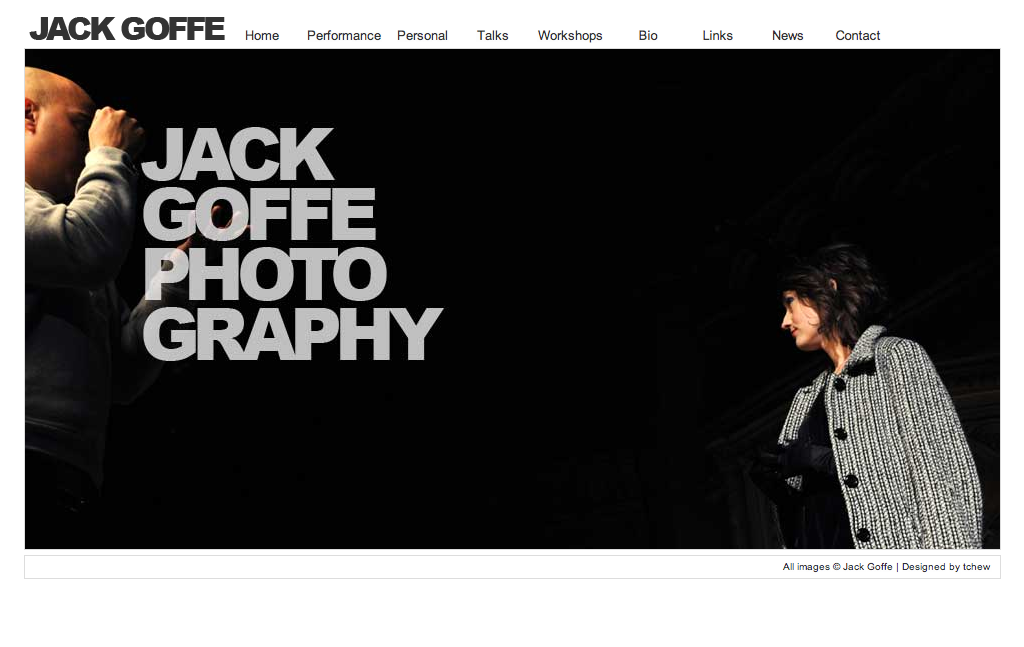 JACK GOFFE Home Performance Personal Talks Workshops Bio Links News Contact
JACK
GOFFE
PHOTO
GRAPHY
All images © Jack Goffe | Designed by tchew